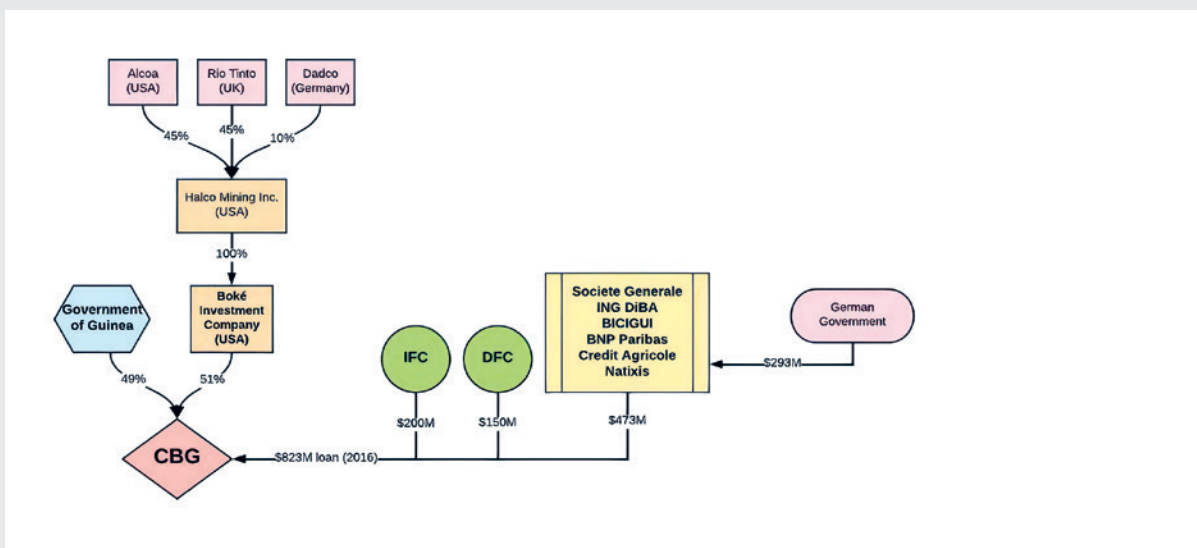 Alcoa
(USA)
Rio Tinto
(UK)
Dadco
(Germany)
45%
45%
10%
Halco Mining Inc.
(USA)
100%
Government
of Guinea
Boké
Investment
Company
(USA)
49%
51%
CBG
IFC
DFC
Societe Generale
ING DiBA
BICIGUI
BNP Paribas
Credit Agricole
Natixis
German
Government
$293M
$200M
$150M
$473M
$823M loan (2016)